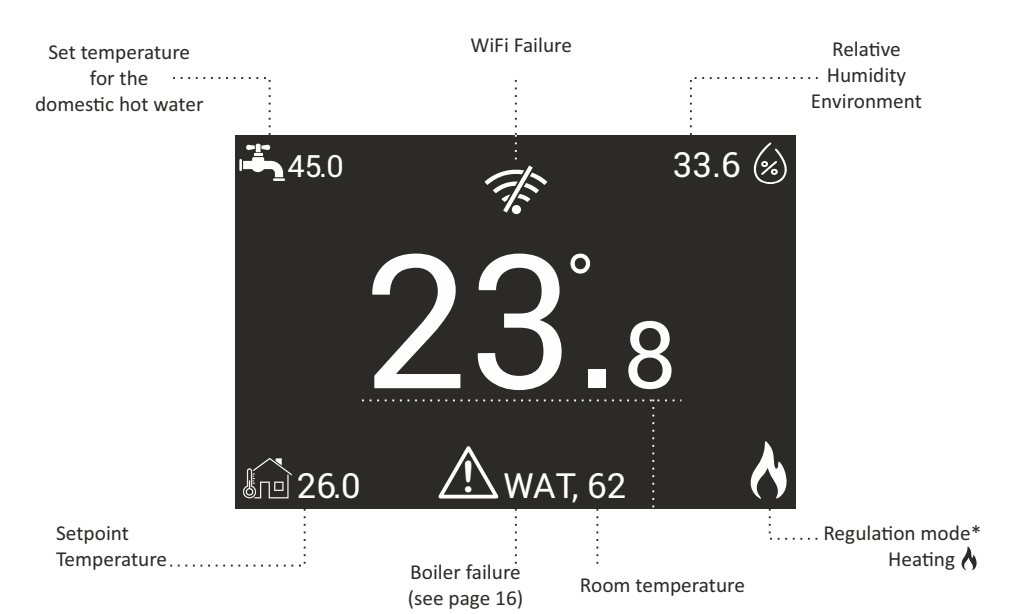 Set temperature
for the
domestic hot water
WiFi Failure
Relative
Humidity
Environment
45.0
33.6 %
23.8°
26.0
! WAT, 62
Setpoint
Temperature
Boiler failure
(see page 16)
Room temperature
Regulation mode*
Heating